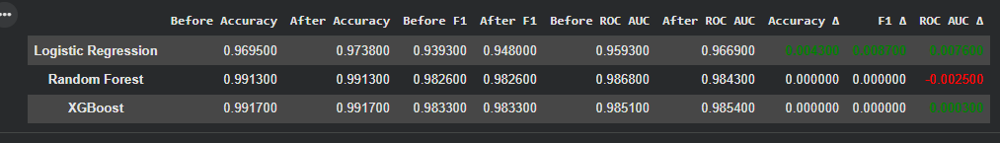 Before Accuracy After Accuracy Before F1 After F1 Before ROC AUC After ROC AUC Accuracy Δ F1 Δ ROC AUC Δ
Logistic Regression 0.969500 0.973800 0.939300 0.948000 0.959300 0.966900 0.004300 0.008700 0.007600
Random Forest 0.991300 0.991300 0.982600 0.982600 0.986800 0.984300 0.000000 0.000000 -0.002500
XGBoost 0.991700 0.991700 0.983300 0.983300 0.985100 0.985400 0.000000 0.000000 0.000300